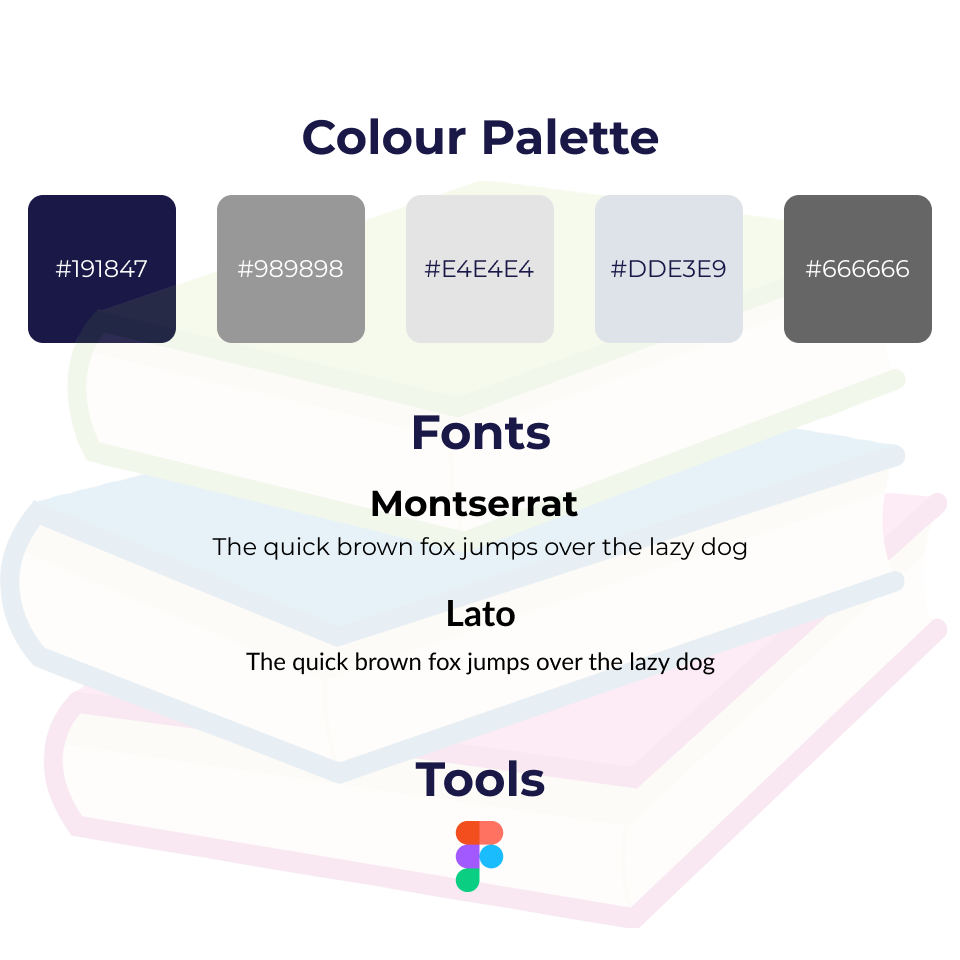 Colour Palette
#191847 #989898 #E4E4E4 #DDE3E9 #666666
Fonts
Montserrat
The quick brown fox jumps over the lazy dog
Lato
The quick brown fox jumps over the lazy dog
Tools